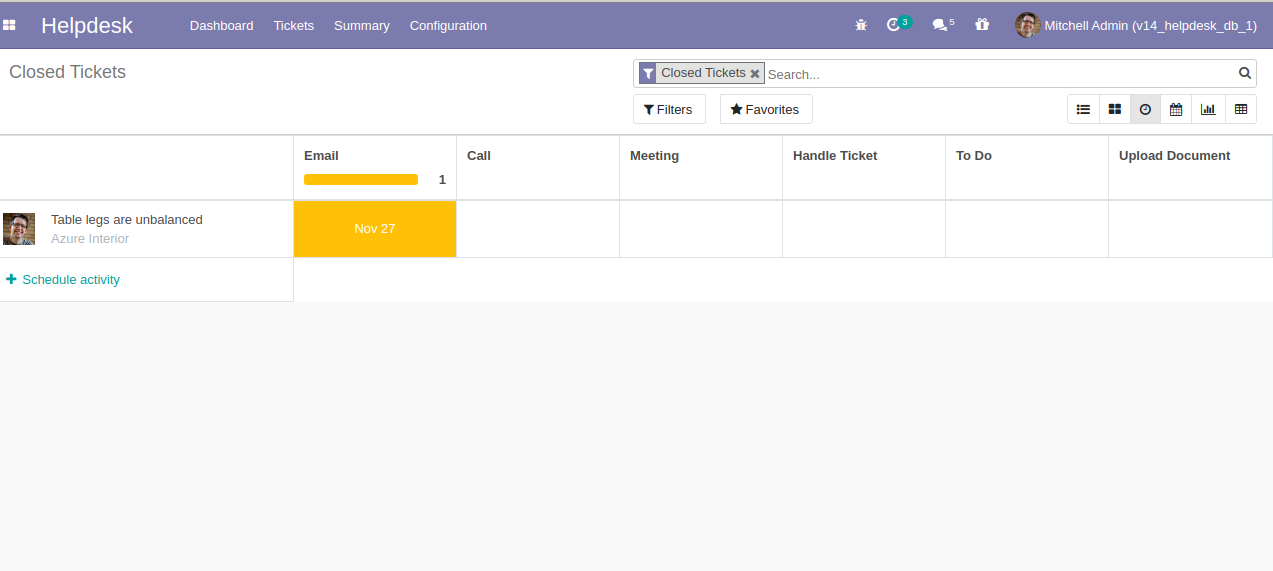 Helpdesk Dashboard Tickets Summary Configuration 3 5 Mitchell Admin (v14_helpdesk_db_1)
Closed Tickets
Closed Tickets Search...
Filters Favorites
Email Call Meeting Handle Ticket To Do Upload Document
1
Table legs are unbalanced
Azure Interior
Nov 27
Schedule activity